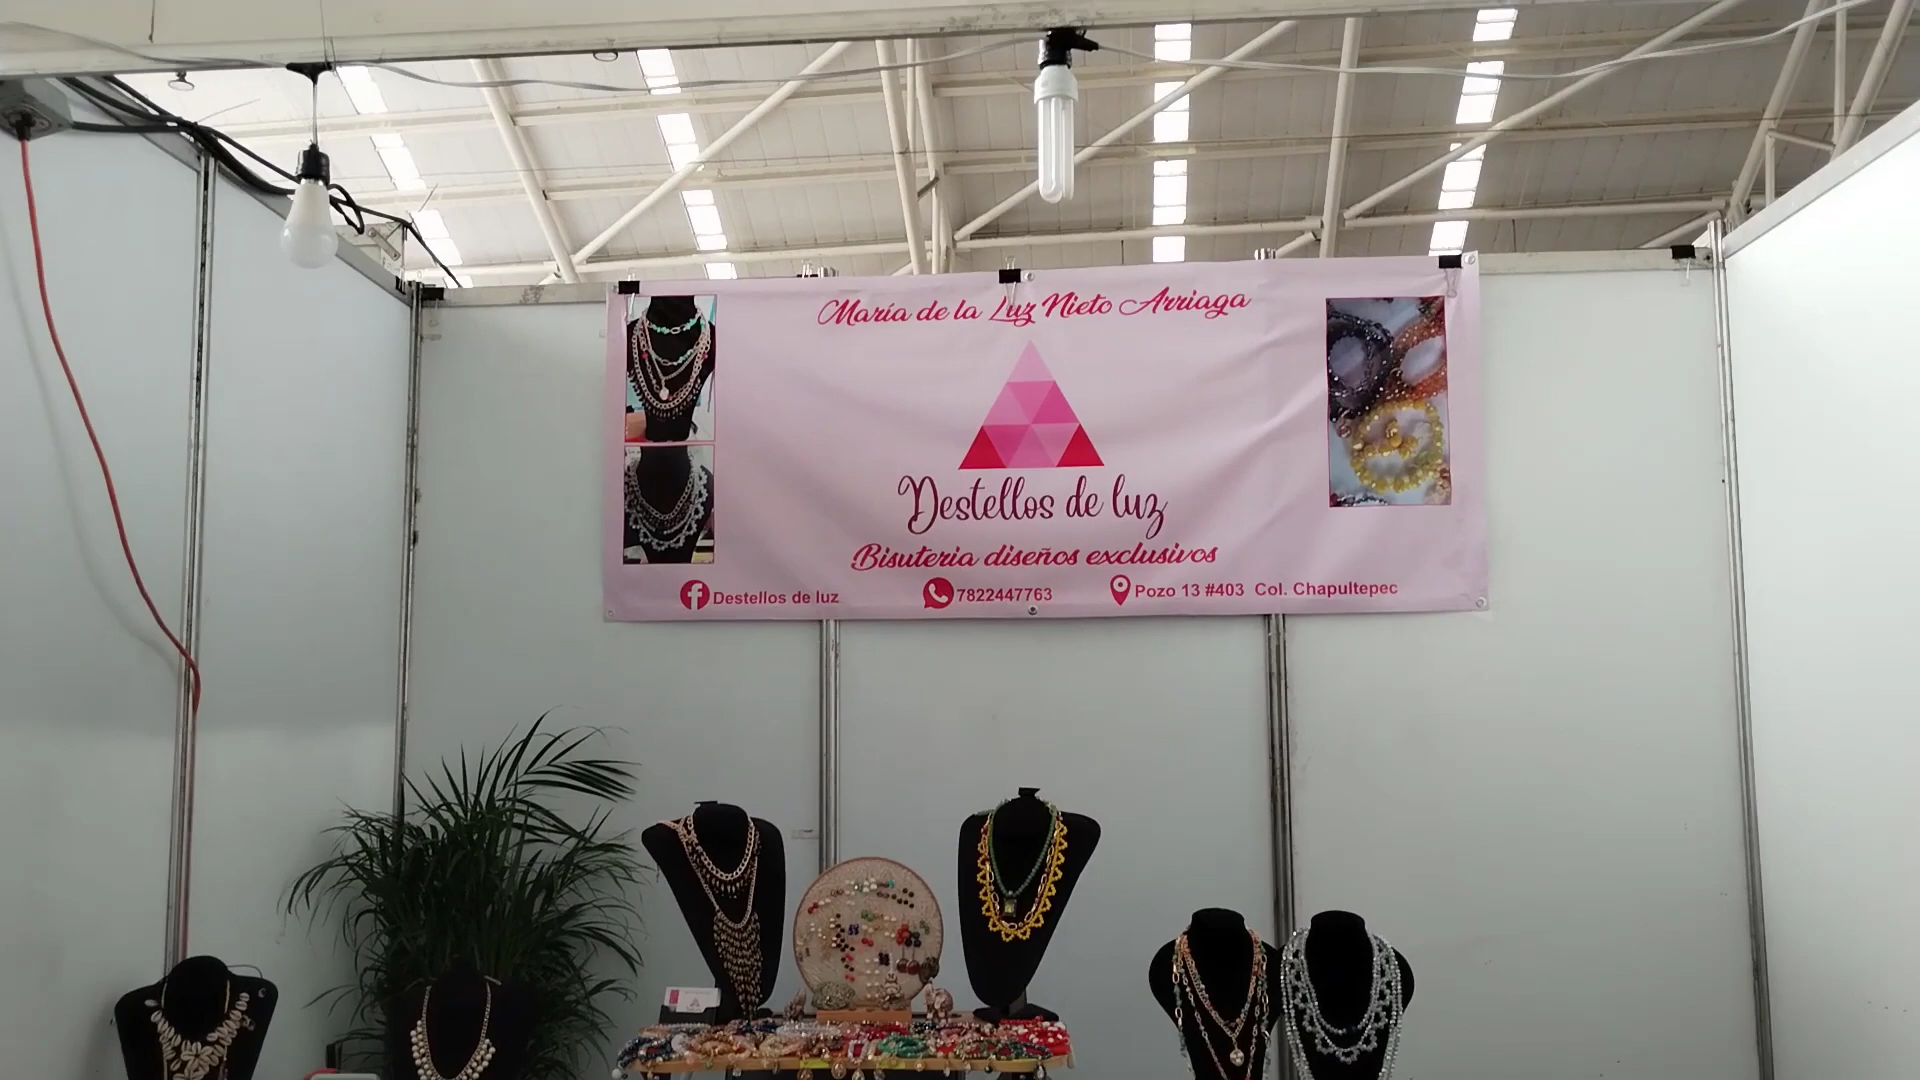 María de la Luz Nieto Arriaga
Destellos de luz
Bisuteria diseños exclusivos
Destellos de luz 7822447763 Pozo 13 #403 Col. Chapultepec